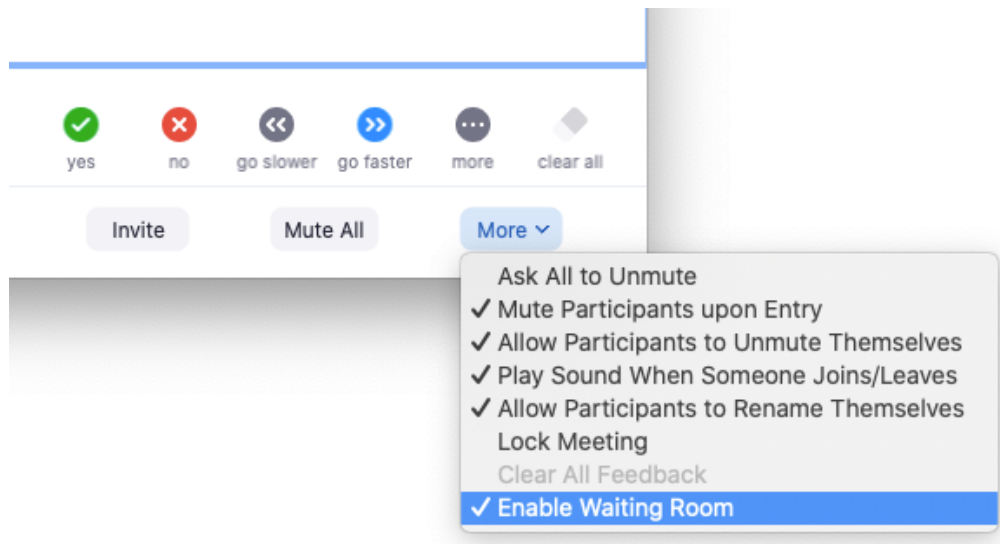 yes no go slower go faster more clear all
Invite Mute All More
Ask All to Unmute
✓ Mute Participants upon Entry
✓ Allow Participants to Unmute Themselves
✓ Play Sound When Someone Joins/Leaves
✓ Allow Participants to Rename Themselves
Lock Meeting
Clear All Feedback
✓ Enable Waiting Room